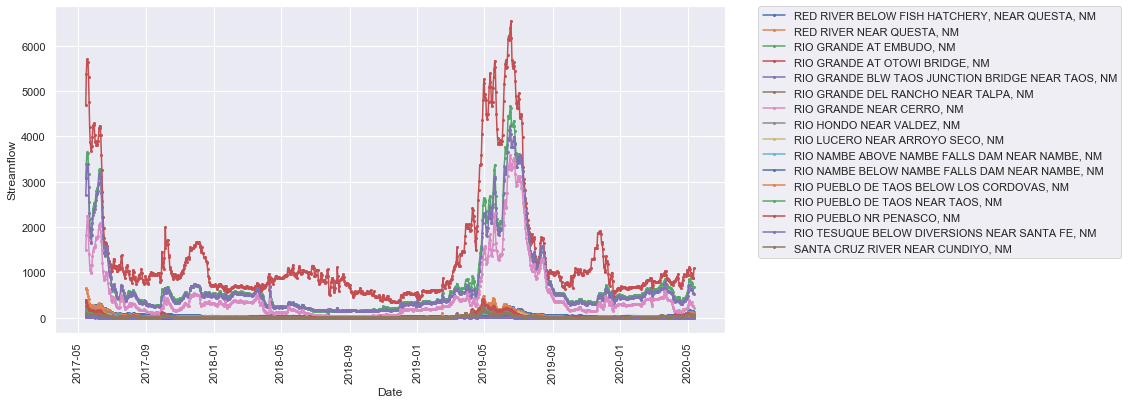 6000
5000
4000
3000
2000
1000
0
Streamflow
2017-05
2017-09
2018-01
2018-05
2018-09
2019-01
2019-05
2019-09
2020-01
2020-05
Date
RED RIVER BELOW FISH HATCHERY, NEAR QUESTA, NM
RED RIVER NEAR QUESTA, NM
RIO GRANDE AT EMBUDO, NM
RIO GRANDE AT OTOWI BRIDGE, NM
RIO GRANDE BLW TAOS JUNCTION BRIDGE NEAR TAOS, NM
RIO GRANDE DEL RANCHO NEAR TALPA, NM
RIO GRANDE NEAR CERRO, NM
RIO HONDO NEAR VALDEZ, NM
RIO LUCERO NEAR ARROYO SECO, NM
RIO NAMBE ABOVE NAMBE FALLS DAM NEAR NAMBE, NM
RIO NAMBE BELOW NAMBE FALLS DAM NEAR NAMBE, NM
RIO PUEBLO DE TAOS BELOW LOS CORDOVAS, NM
RIO PUEBLO DE TAOS NEAR TAOS, NM
RIO PUEBLO NR PENASCO, NM
RIO TESUQUE BELOW DIVERSIONS NEAR SANTA FE, NM
SANTA CRUZ RIVER NEAR CUNDIYO, NM